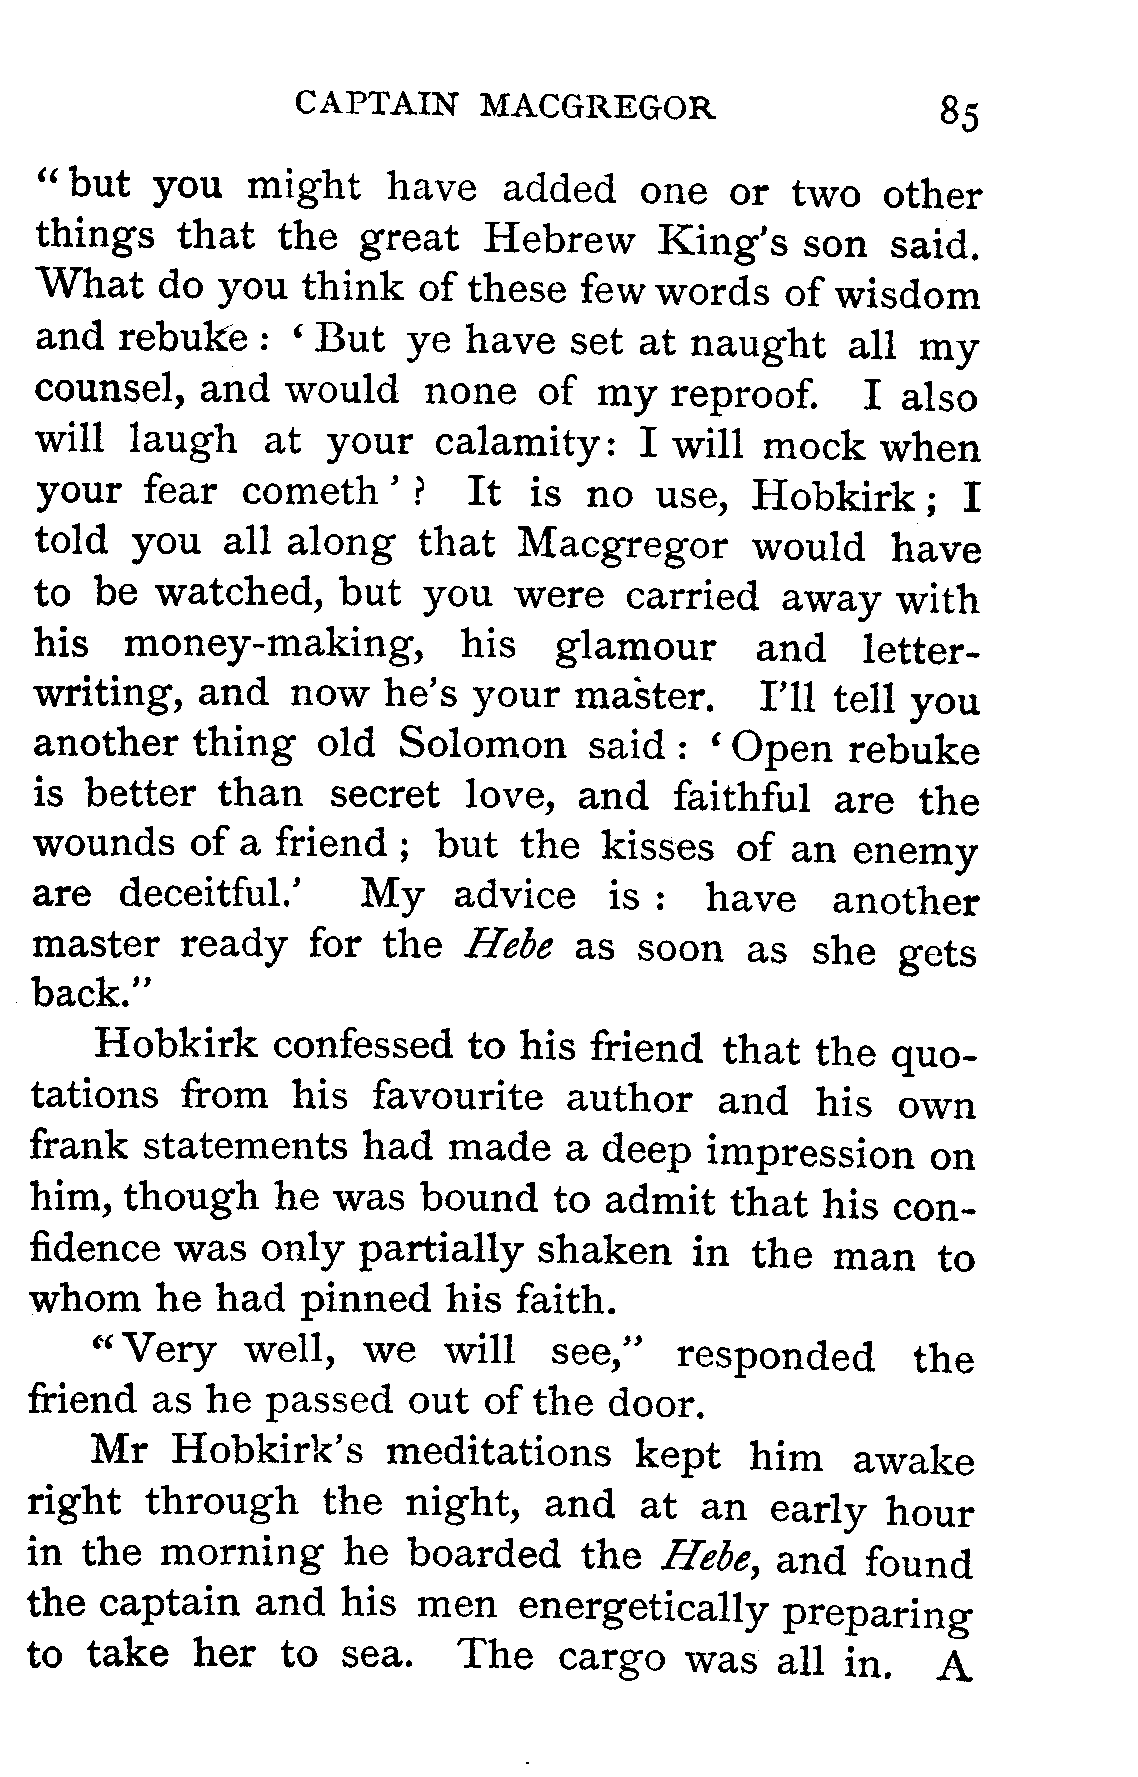 CAPTAIN MACGREGOR 85
“ but you might have added one or two other
things that the great Hebrew King’s son said.
What do you think of these few words of wisdom
and rebuke : ‘ But ye have set at naught all my
counsel, and would none of my reproof. I also
will laugh at your calamity: I will mock when
your fear cometh ’ ? It is no use, Hobkirk ; I
told you all along that Macgregor would have
to be watched, but you were carried away with
his money-making, his glamour and letter-
writing, and now he’s your master. I’ll tell you
another thing old Solomon said : ‘ Open rebuke
is better than secret love, and faithful are the
wounds of a friend ; but the kisses of an enemy
are deceitful.’ My advice is : have another
master ready for the Hebe as soon as she gets
back.”
Hobkirk confessed to his friend that the quo-
tations from his favourite author and his own
frank statements had made a deep impression on
him, though he was bound to admit that his con-
fidence was only partially shaken in the man to
whom he had pinned his faith.
“ Very well, we will see,” responded the
friend as he passed out of the door.
Mr Hobkirk’s meditations kept him awake
right through the night, and at an early hour
in the morning he boarded the Hebe, and found
the captain and his men energetically preparing
to take her to sea. The cargo was all in. A